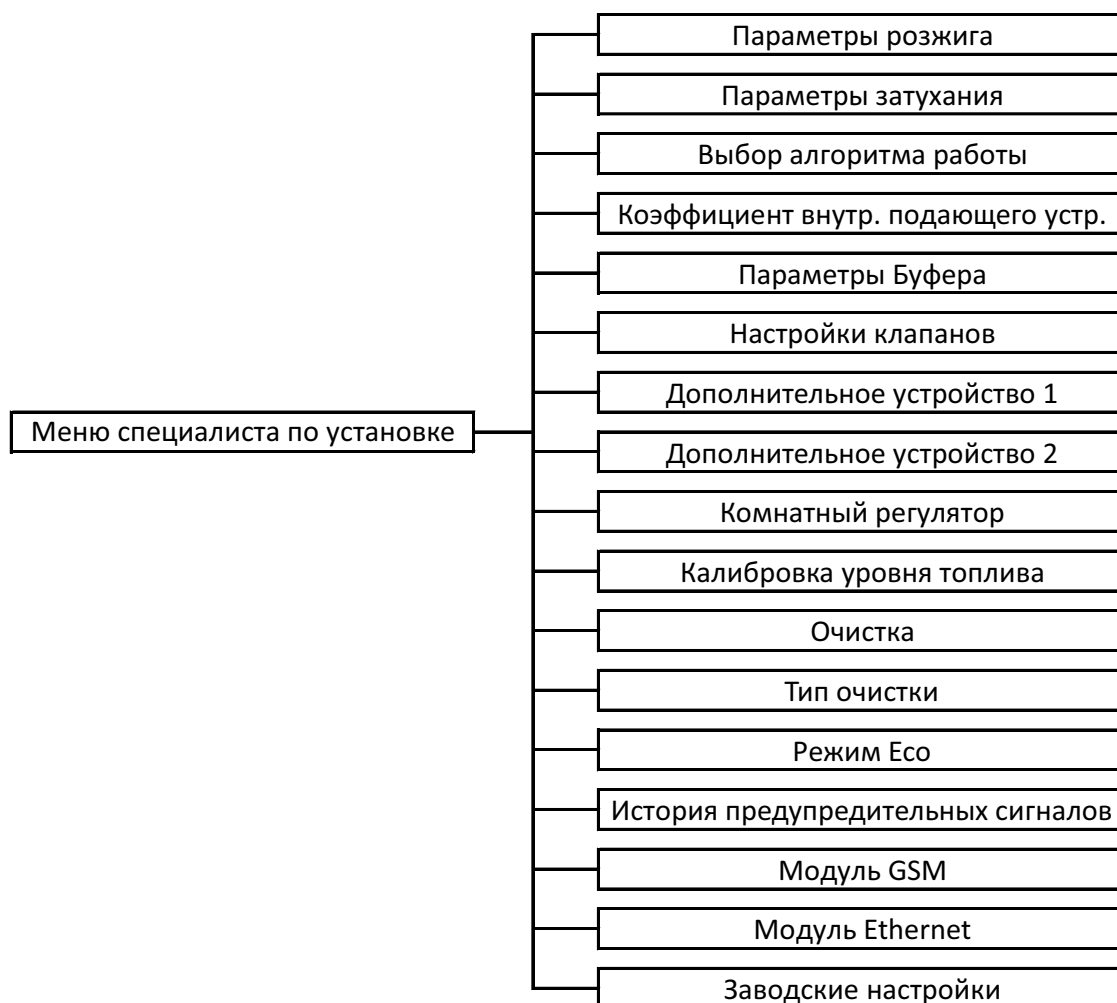 Параметры розжига
Параметры затухания
Выбор алгоритма работы
Коэффициент внутр. подающего устр.
Параметры Буфера
Настройки клапанов
Дополнительное устройство 1
Меню специалиста по установке
Дополнительное устройство 2
Комнатный регулятор
Калибровка уровня топлива
Очистка
Тип очистки
Режим Eco
История предупредительных сигналов
Модуль GSM
Модуль Ethernet
Заводские настройки